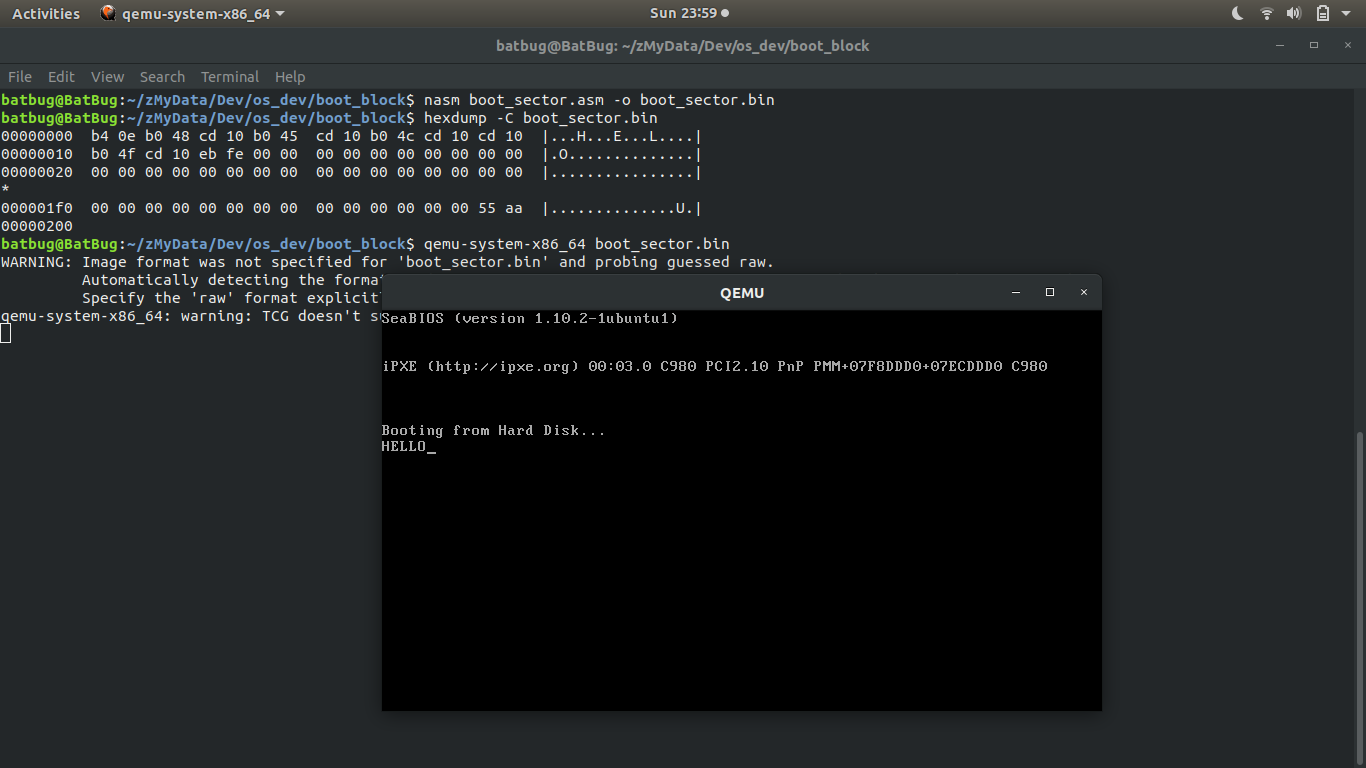 Activities qemu-system-x86_64 Sun 23:59
batbug@BatBug: ~/zMyData/Dev/os_dev/boot_block
File Edit View Search Terminal Help
batbug@BatBug:~/zMyData/Dev/os_dev/boot_block$ nasm boot_sector.asm -o boot_sector.bin
batbug@BatBug:~/zMyData/Dev/os_dev/boot_block$ hexdump -C boot_sector.bin
00000000  b4 0e b0 48 cd 10 b0 45  cd 10 b0 4c cd 10 cd 10  |...H...E...L....|
00000010  b0 4f cd 10 eb fe 00 00  00 00 00 00 00 00 00 00  |.O..............|
00000020  00 00 00 00 00 00 00 00  00 00 00 00 00 00 00 00  |................|
*
000001f0  00 00 00 00 00 00 00 00  00 00 00 00 00 00 55 aa  |..............U.|
00000200
batbug@BatBug:~/zMyData/Dev/os_dev/boot_block$ qemu-system-x86_64 boot_sector.bin
WARNING: Image format was not specified for 'boot_sector.bin' and probing guessed raw.
Automatically detecting the format
Specify the 'raw' format explicitl
qemu-system-x86_64: warning: TCG doesn't su
QEMU
SeaBIOS (version 1.10.2-1ubuntu1)
iPXE (http://ipxe.org) 00:03.0 C980 PCI2.10 PnP PMM+07F8DDD0+07ECDDD0 C980
Booting from Hard Disk...
HELLO_